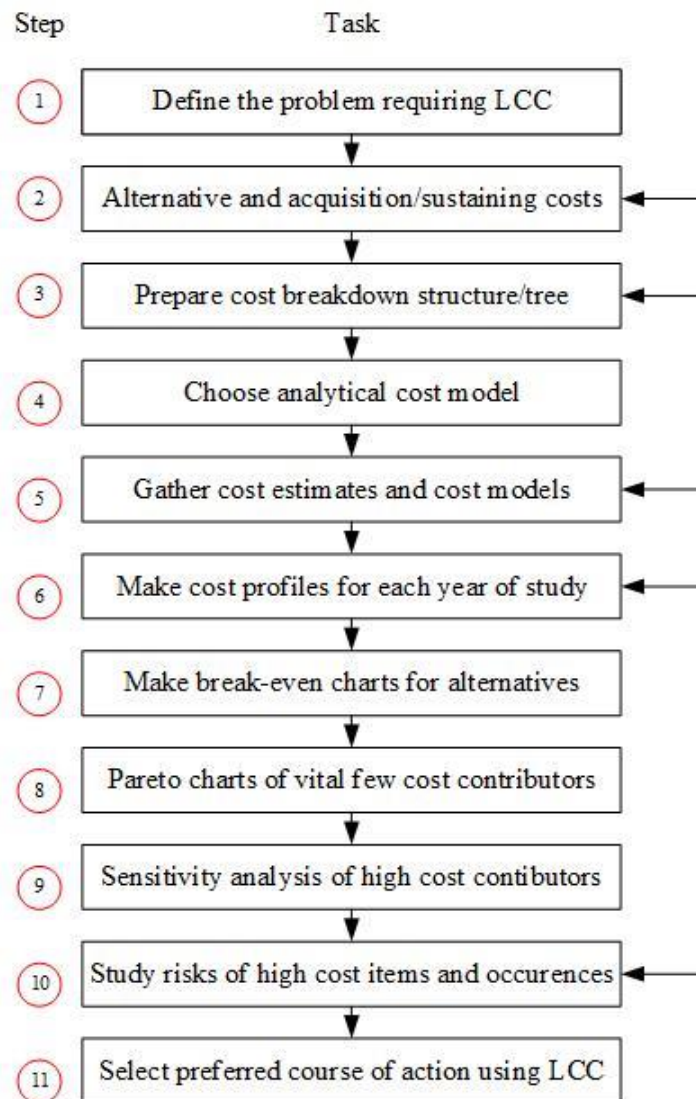 Step Task
1 Define the problem requiring LCC
2 Alternative and acquisition/sustaining costs
3 Prepare cost breakdown structure/tree
4 Choose analytical cost model
5 Gather cost estimates and cost models
6 Make cost profiles for each year of study
7 Make break-even charts for alternatives
8 Pareto charts of vital few cost contributors
9 Sensitivity analysis of high cost contibutors
10 Study risks of high cost items and occurences
11 Select preferred course of action using LCC